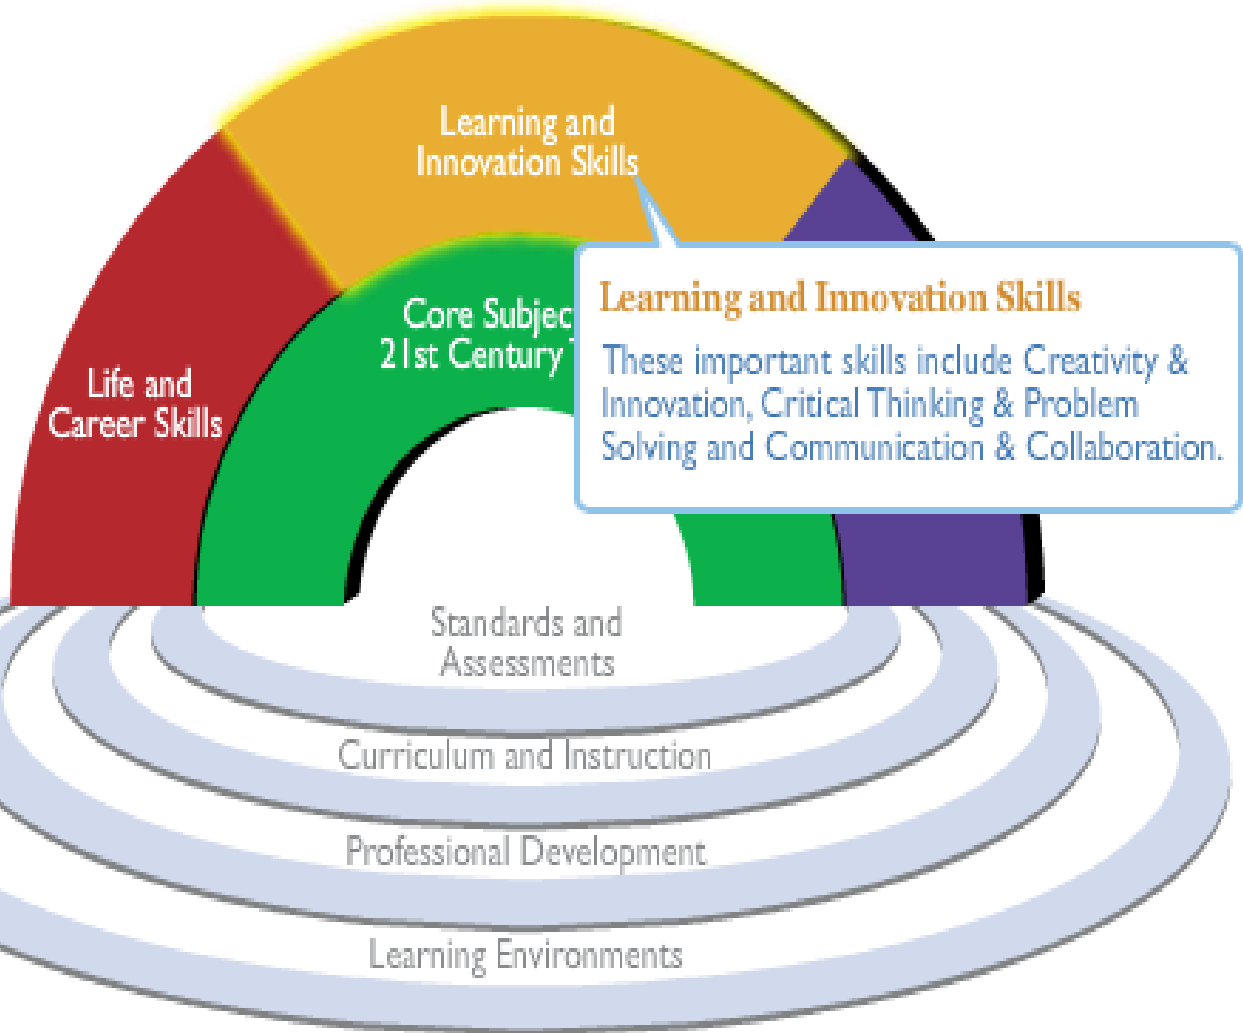 Learning and
Innovation Skills
Core Subjec
21st Century
Learning and Innovation Skills
These important skills include Creativity &
Innovation, Critical Thinking & Problem
Solving and Communication & Collaboration.
Life and
Career Skills
Standards and
Assessments
Curriculum and Instruction
Professional Development
Learning Environments